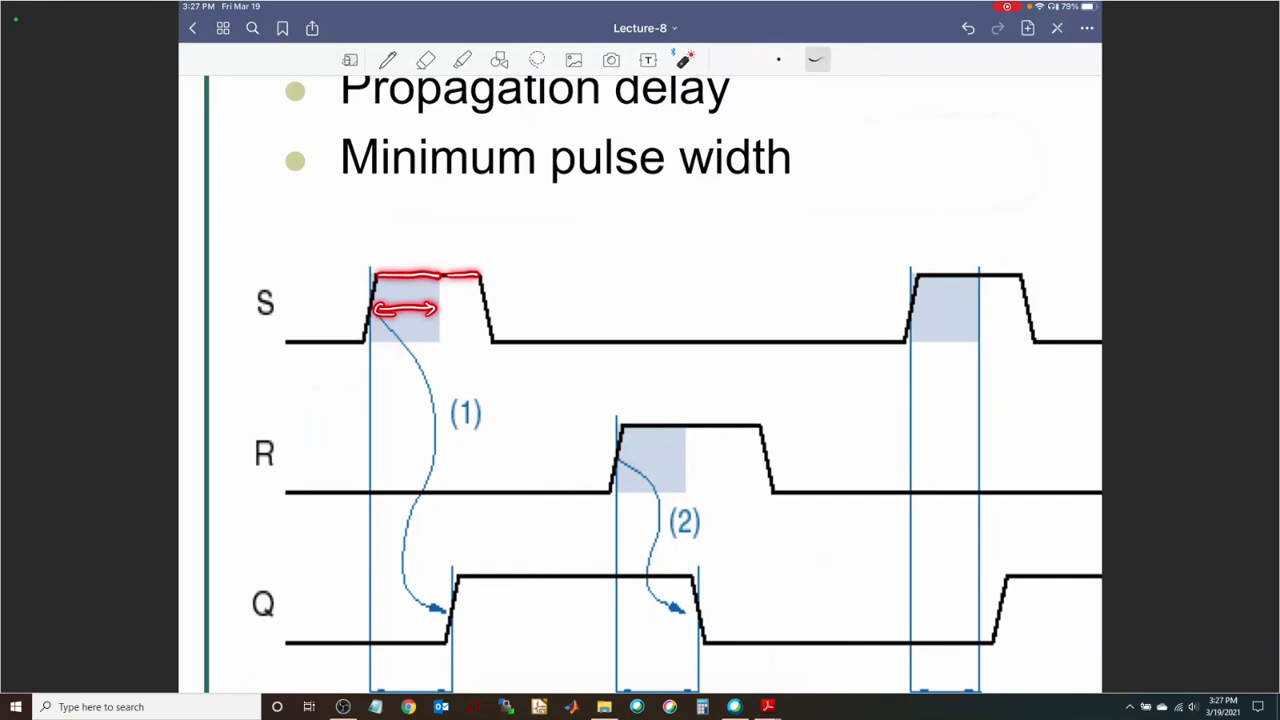 3:27 PM Fri Mar 19
79%
Lecture-8
T
Propagation delay
Minimum pulse width
S
(1)
R
(2)
Q
Type here to search
3:27 PM
3/19/2021